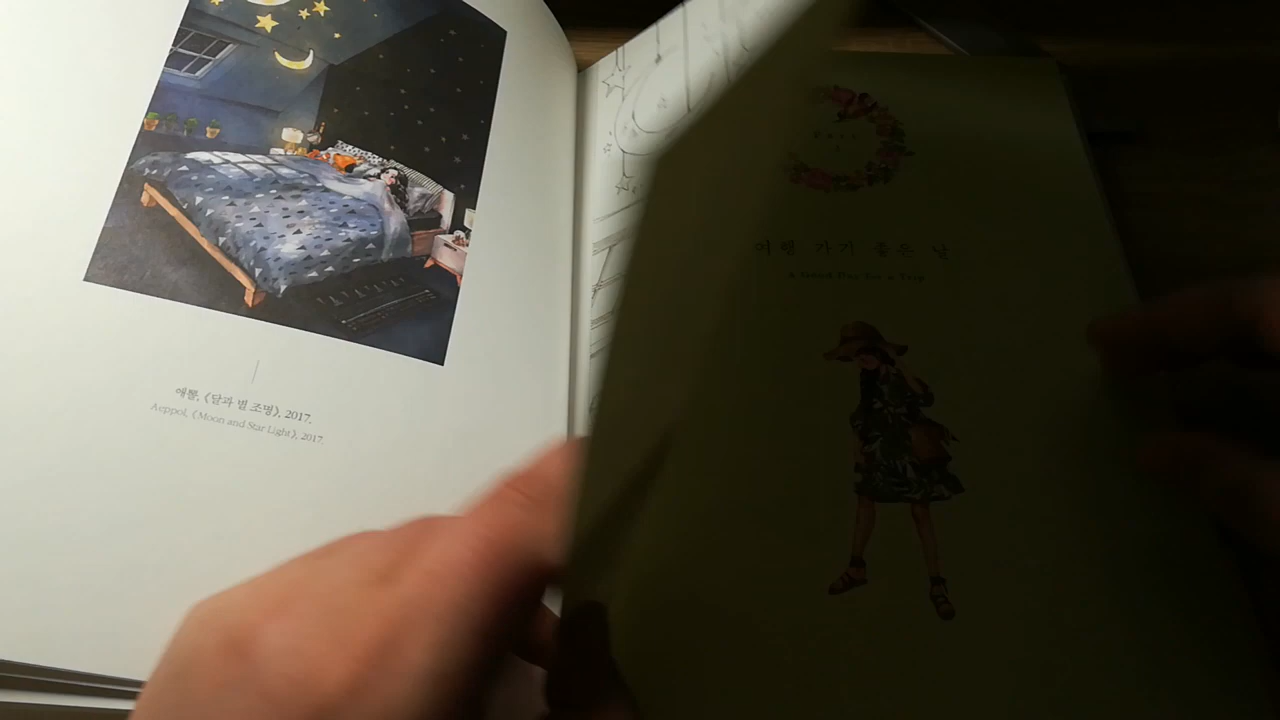 애뽈, 《달과 별 조명》, 2017.
Aeppol, 《Moon and Star Light》, 2017.
여행 가기 좋은 날
A Good Day for a Trip